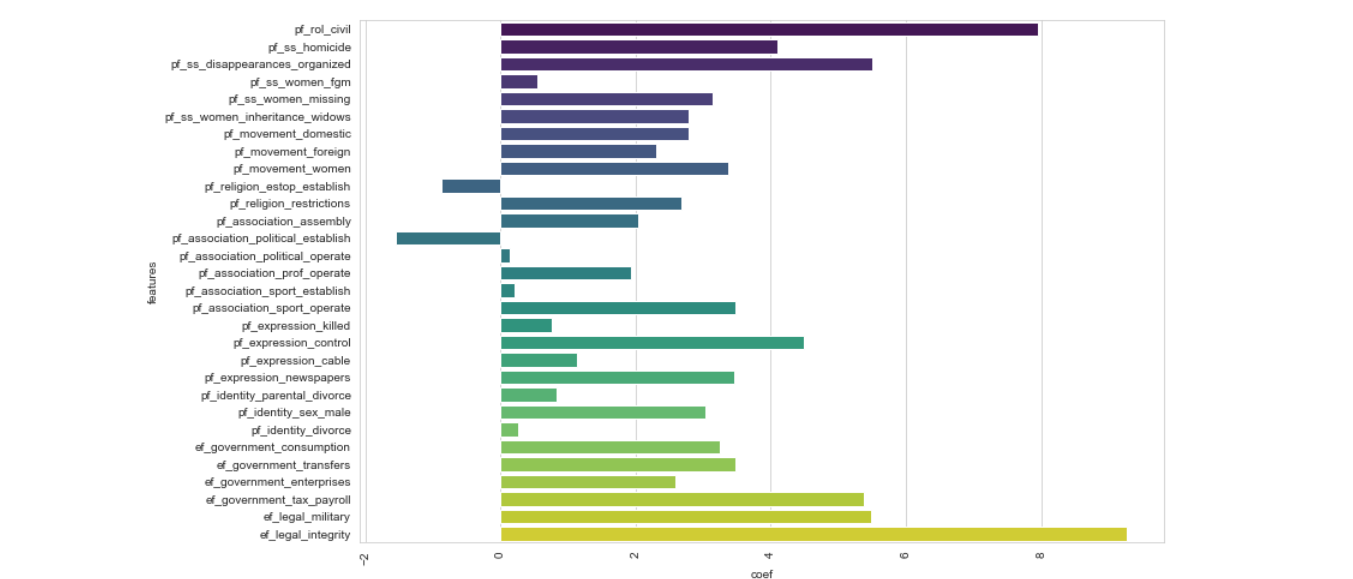 pf_rol_civil
pf_ss_homicide
pf_ss_disappearances_organized
pf_ss_women_fgm
pf_ss_women_missing
pf_ss_women_inheritance_widows
pf_movement_domestic
pf_movement_foreign
pf_movement_women
pf_religion_estop_establish
pf_religion_restrictions
pf_association_assembly
pf_association_political_establish
pf_association_political_operate
pf_association_prof_operate
pf_association_sport_establish
pf_association_sport_operate
pf_expression_killed
pf_expression_control
pf_expression_cable
pf_expression_newspapers
pf_identity_parental_divorce
pf_identity_sex_male
pf_identity_divorce
ef_government_consumption
ef_government_transfers
ef_government_enterprises
ef_government_tax_payroll
ef_legal_military
ef_legal_integrity
features
−2 0 2 4 6 8
coef